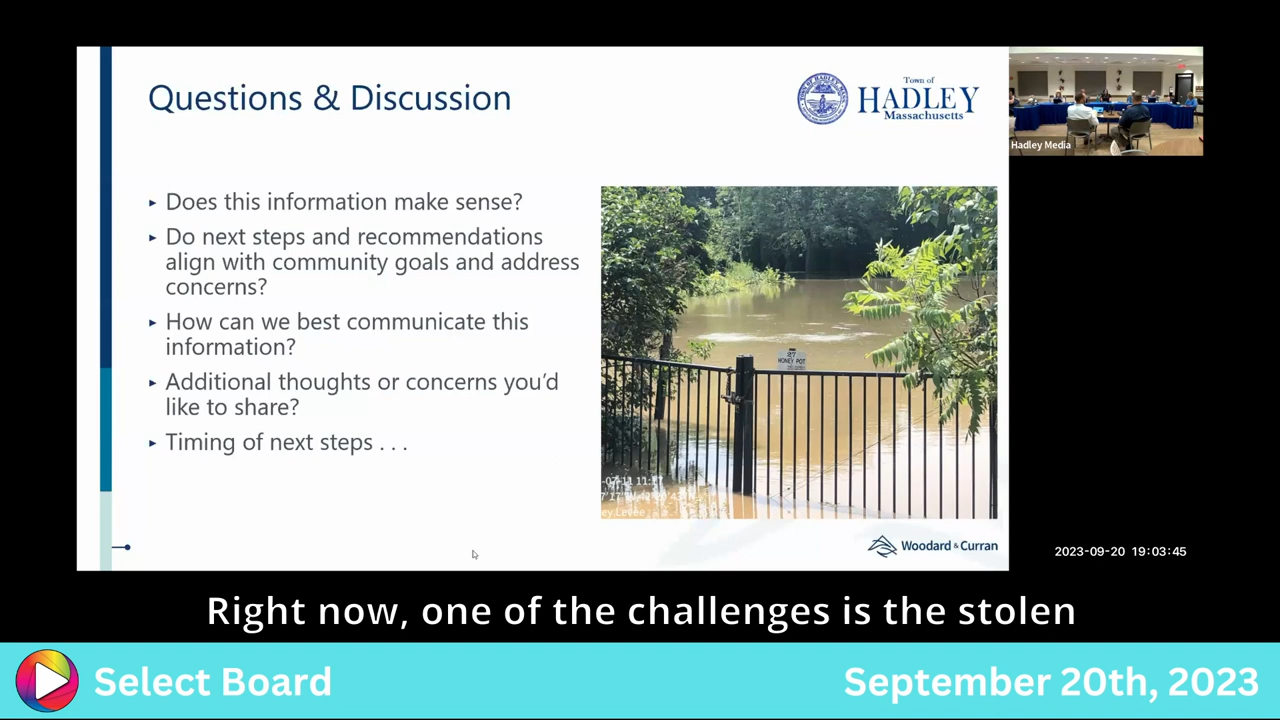 Questions & Discussion
Town of
HADLEY
Massachusetts
Hadley Media
▸ Does this information make sense?
▸ Do next steps and recommendations
align with community goals and address
concerns?
▸ How can we best communicate this
information?
▸ Additional thoughts or concerns you'd
like to share?
▸ Timing of next steps . . .
27
HONEY POT
Woodard & Curran
2023-09-20 19:03:45
Right now, one of the challenges is the stolen
Select Board
September 20th, 2023